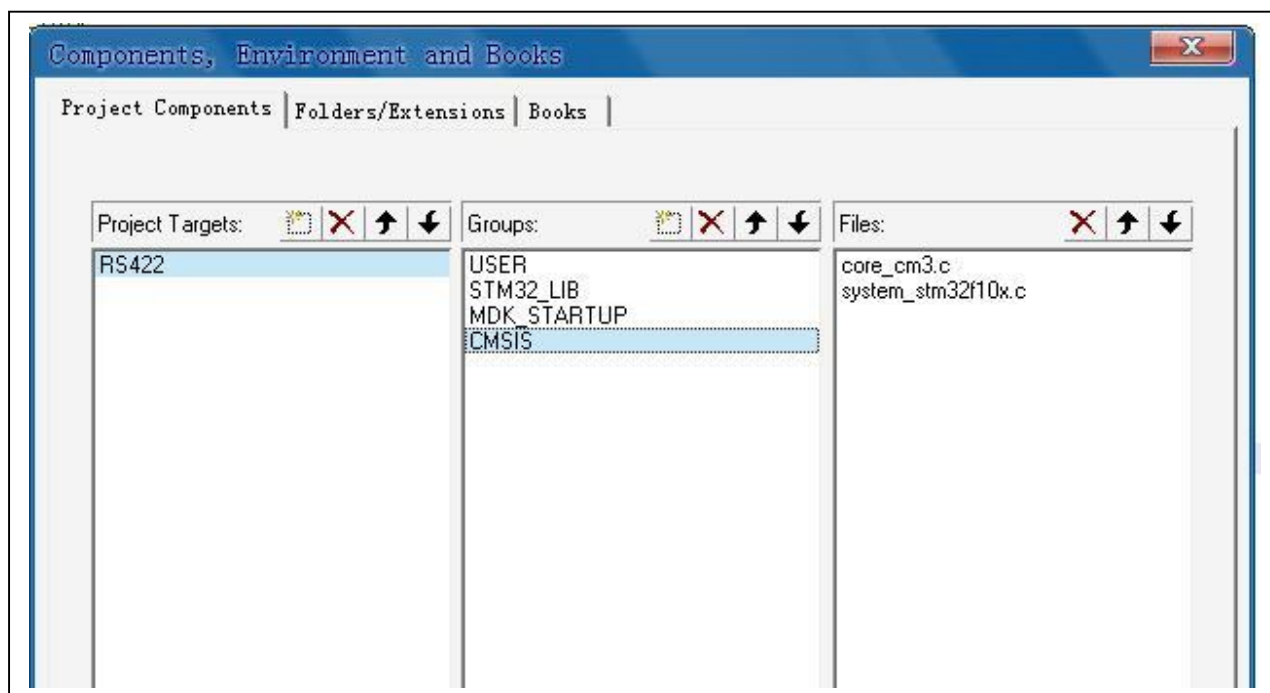 Components, Environment and Books
Project Components
Folders/Extensions
Books
Project Targets:
RS422
Groups:
USER
STM32_LIB
MDK_STARTUP
CMSIS
Files:
core_cm3.c
system_stm32f10x.c